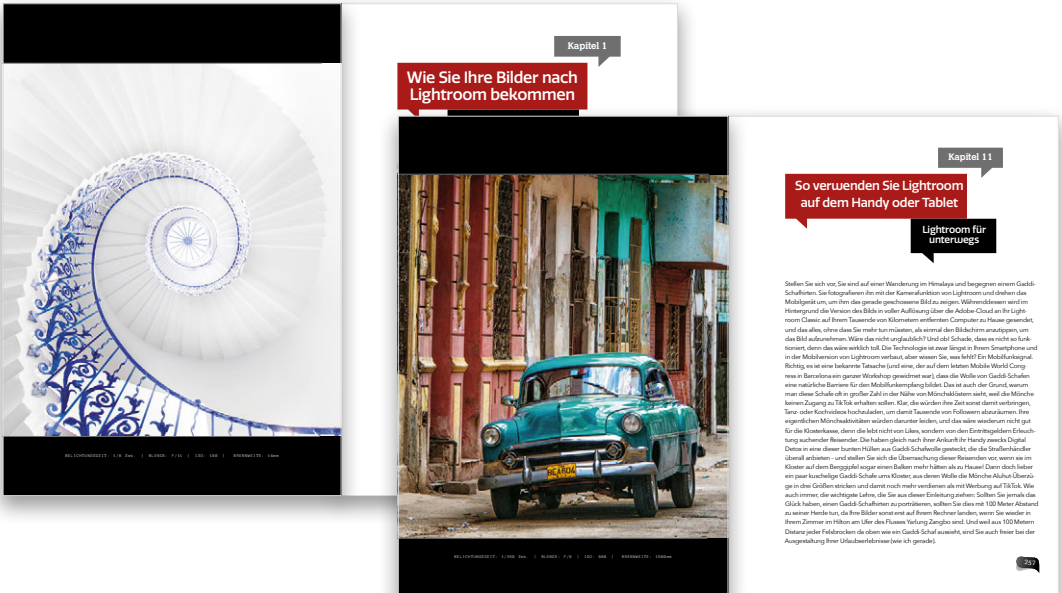 Kapitel 1
Wie Sie Ihre Bilder nach
Lightroom bekommen
BELICHTUNGSZEIT: 1/8 Sek. | BLENDE: F/11 | ISO: 100 | BRENNWEITE: 16mm
BCA604
BELICHTUNGSZEIT: 1/350 Sek. | BLENDE: F/8 | ISO: 800 | BRENNWEITE: 100mm
Kapitel 11
So verwenden Sie Lightroom
auf dem Handy oder Tablet
Lightroom für
unterwegs
Stellen Sie sich vor, Sie sind auf einer Wanderung im Himalaya und begegnen einem Gaddi-
Schafhirten. Sie fotografieren ihn mit der Kamerafunktion von Lightroom und drehen das
Mobilgerät um, um ihm das gerade geschossene Bild zu zeigen. Währenddessen wird im
Hintergrund die Version des Bilds in voller Auflösung über die Adobe-Cloud an Ihr Light-
room Classic auf Ihrem Tausende von Kilometern entfernten Computer zu Hause gesendet,
und das alles, ohne dass Sie mehr tun müssten, als einmal den Bildschirm anzutippen, um
das Bild aufzunehmen. Wäre das nicht unglaublich? Und ob! Schade, dass es nicht so funk-
tioniert, denn das wäre wirklich toll. Die Technologie ist zwar längst in Ihrem Smartphone und
in der Mobilversion von Lightroom verbaut, aber wissen Sie, was fehlt? Ein Mobilfunksignal.
Richtig, es ist eine bekannte Tatsache (und eine, der auf dem letzten Mobile World Cong-
ress in Barcelona ein ganzer Workshop gewidmet war), dass die Wolle von Gaddi-Schafen
eine natürliche Barriere für den Mobilfunkempfang bildet. Das ist auch der Grund, warum
man diese Schafe oft in großer Zahl in der Nähe von Mönchsklöstern sieht, weil die Mönche
keinen Zugang zu TikTok erhalten sollen. Klar, die würden ihre Zeit sonst damit verbringen,
Tanz- oder Kochvideos hochzuladen, um damit Tausende von Followern abzuräumen. Ihre
eigentlichen Mönchsaktivitäten würden darunter leiden, und das wäre wiederum nicht gut
für die Klosterkasse, denn die lebt nicht von Likes, sondern von den Eintrittsgeldern Erleuch-
tung suchender Reisender. Die haben gleich nach ihrer Ankunft ihr Handy zwecks Digital
Detox in eine dieser bunten Hüllen aus Gaddi-Schafwolle gesteckt, die die Straßenhändler
überall anbieten – und stellen Sie sich die Überraschung dieser Reisenden vor, wenn sie im
Kloster auf dem Berggipfel sogar einen Balken mehr hätten als zu Hause! Dann doch lieber
ein paar kuschelige Gaddi-Schafe ums Kloster, aus deren Wolle die Mönche Aluhut-Überzü-
ge in drei Größen stricken und damit noch mehr verdienen als mit Werbung auf TikTok. Wie
auch immer, die wichtigste Lehre, die Sie aus dieser Einleitung ziehen: Sollten Sie jemals das
Glück haben, einen Gaddi-Schafhirten zu porträtieren, sollten Sie dies mit 100 Meter Abstand
zu seiner Herde tun, da Ihre Bilder sonst erst auf Ihrem Rechner landen, wenn Sie wieder in
Ihrem Zimmer im Hilton am Ufer des Flusses Yarlung Zangbo sind. Und weil aus 100 Metern
Distanz jeder Felsbrocken da oben wie ein Gaddi-Schaf aussieht, sind Sie auch freier bei der
Ausgestaltung Ihrer Urlaubserlebnisse (wie ich gerade).
257